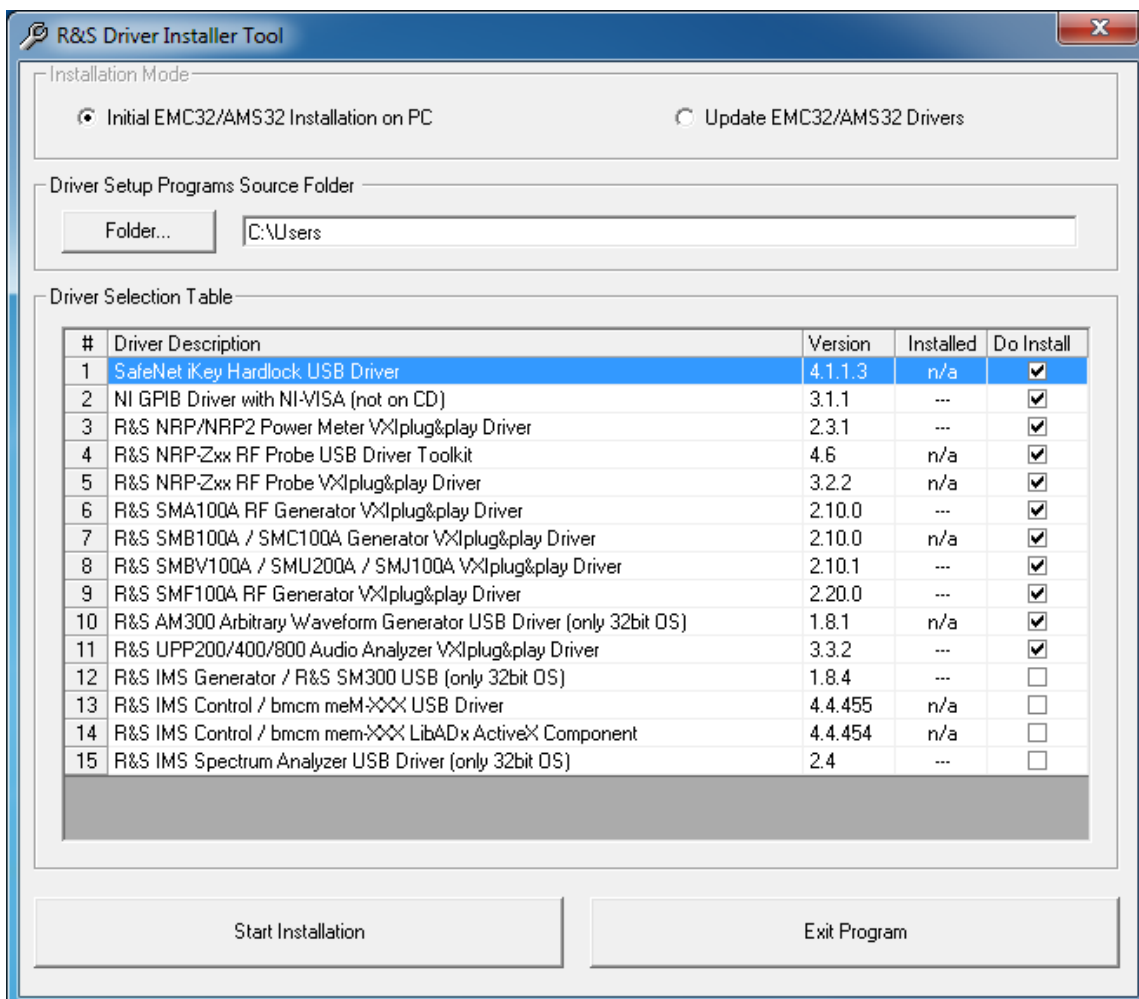 R&S Driver Installer Tool
Installation Mode
Initial EMC32/AMS32 Installation on PC Update EMC32/AMS32 Drivers
Driver Setup Programs Source Folder
Folder... C:\Users
Driver Selection Table
# Driver Description Version Installed Do Install
1 SafeNet iKey Hardlock USB Driver 4.1.1.3 n/a
2 NI GPIB Driver with NI-VISA (not on CD) 3.1.1 ---
3 R&S NRP/NRP2 Power Meter VXIplug&play Driver 2.3.1 ---
4 R&S NRP-Zxx RF Probe USB Driver Toolkit 4.6 n/a
5 R&S NRP-Zxx RF Probe VXIplug&play Driver 3.2.2 n/a
6 R&S SMA100A RF Generator VXIplug&play Driver 2.10.0 ---
7 R&S SMB100A / SMC100A Generator VXIplug&play Driver 2.10.0 n/a
8 R&S SMBV100A / SMU200A / SMJ100A VXIplug&play Driver 2.10.1 ---
9 R&S SMF100A RF Generator VXIplug&play Driver 2.20.0 ---
10 R&S AM300 Arbitrary Waveform Generator USB Driver (only 32bit OS) 1.8.1 n/a
11 R&S UPP200/400/800 Audio Analyzer VXIplug&play Driver 3.3.2 ---
12 R&S IMS Generator / R&S SM300 USB (only 32bit OS) 1.8.4 ---
13 R&S IMS Control / bmcm meM-XXX USB Driver 4.4.455 n/a
14 R&S IMS Control / bmcm mem-XXX LibADx ActiveX Component 4.4.454 n/a
15 R&S IMS Spectrum Analyzer USB Driver (only 32bit OS) 2.4 ---
Start Installation Exit Program